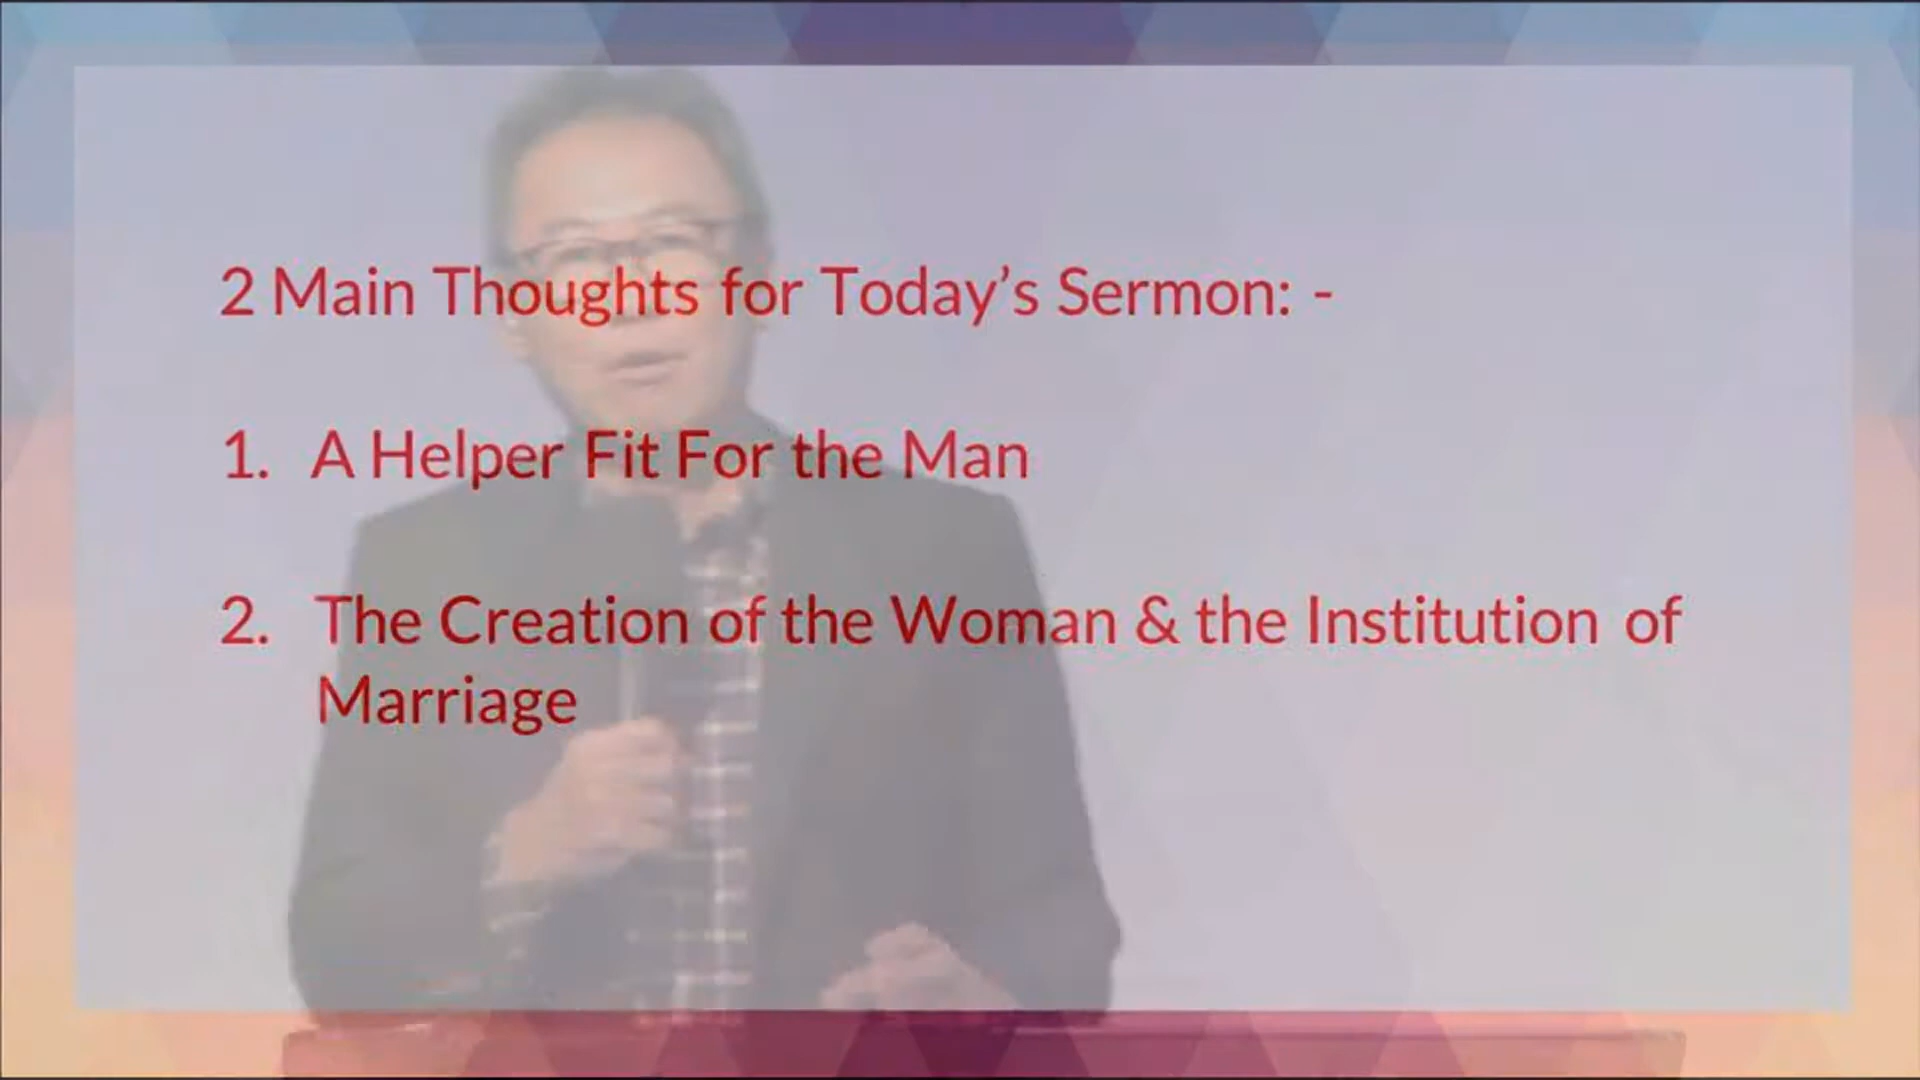 2 Main Thoughts for Today’s Sermon: -
1. A Helper Fit For the Man
2. The Creation of the Woman & the Institution of
Marriage